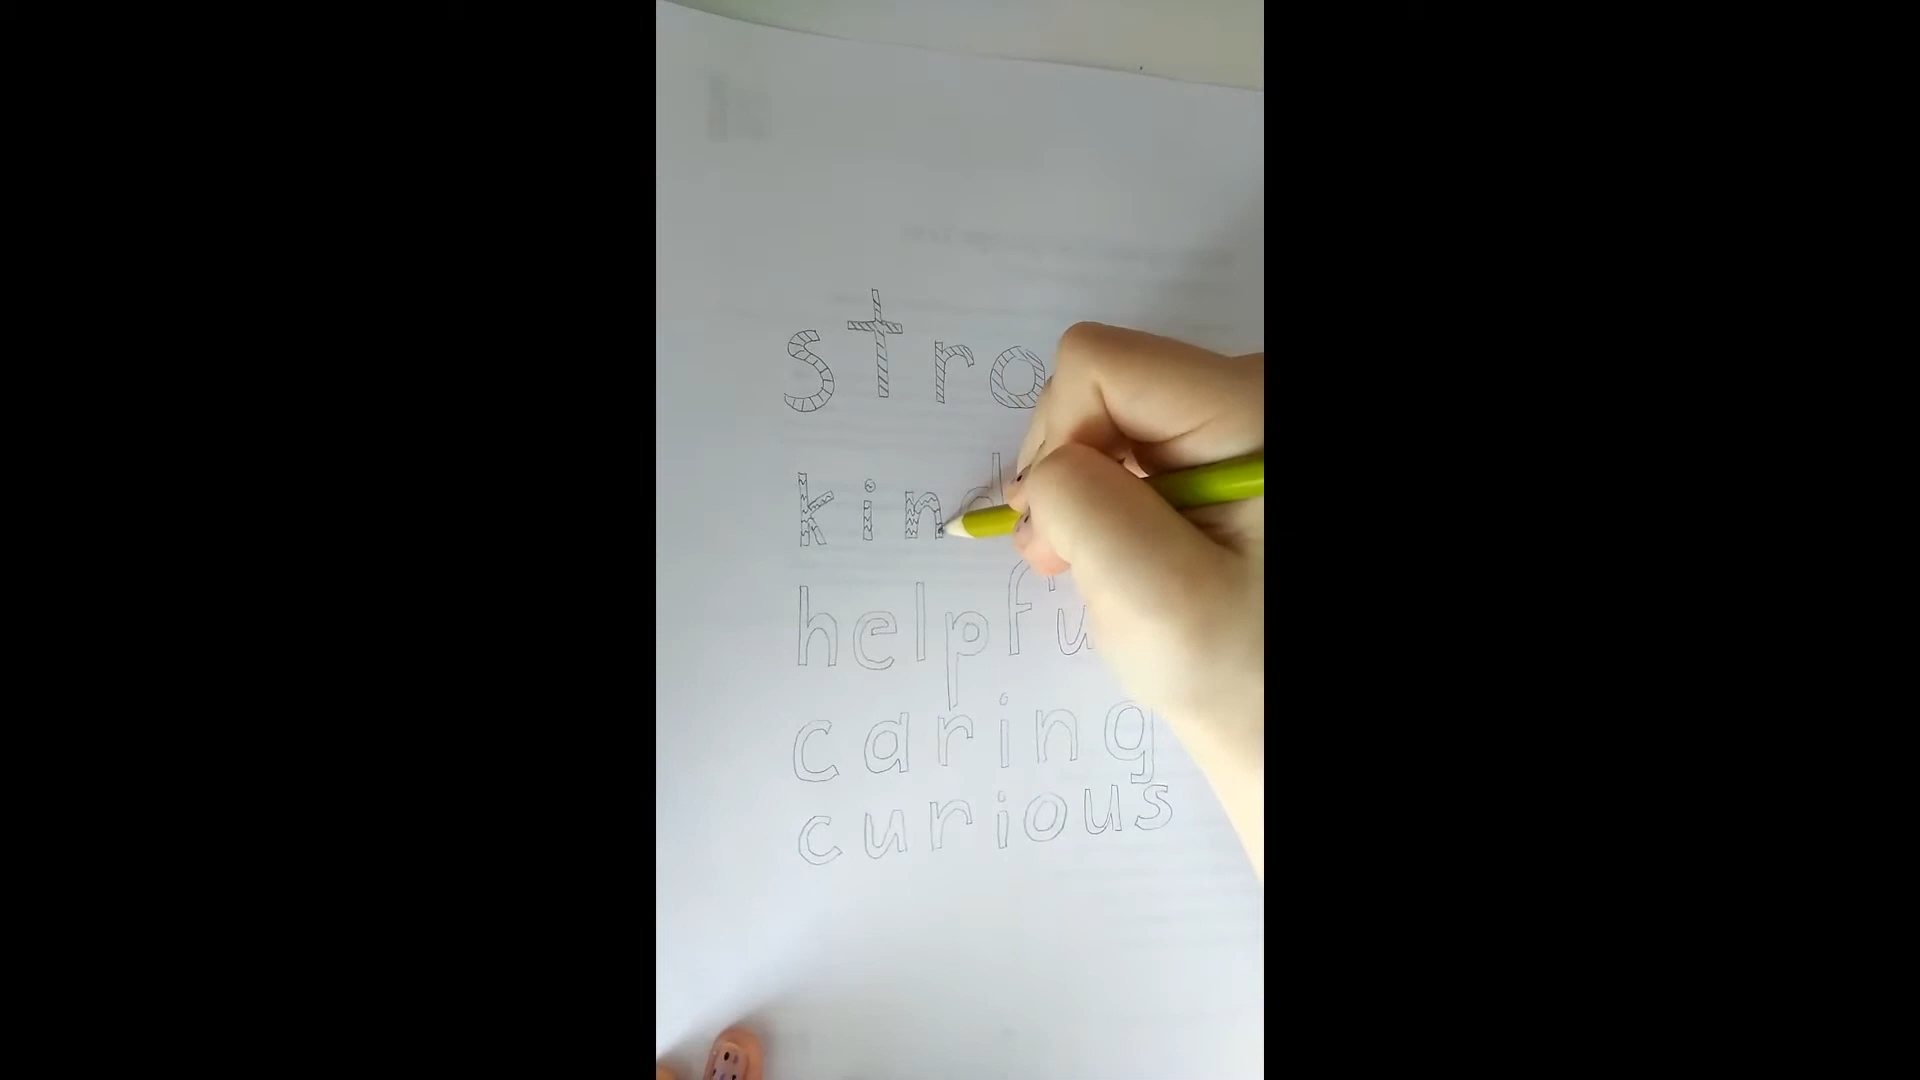 stro
kind
helpfu
caring
curious